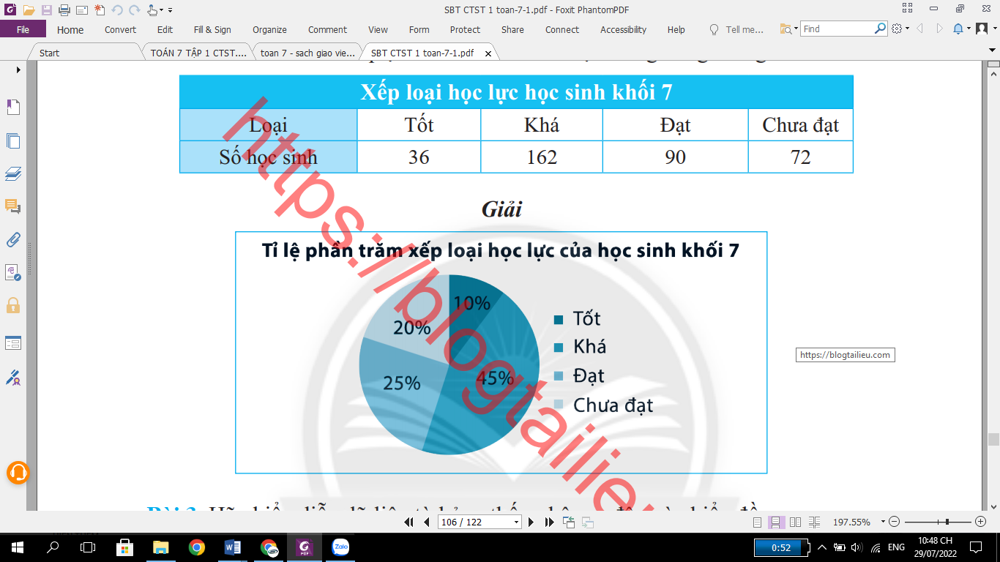 SBT CTST 1 toan-7-1.pdf - Foxit PhantomPDF
File Home Convert Edit Fill & Sign Organize Comment View Form Protect Share Connect Accessibility Help Tell me... Find
Start TOÁN 7 TẬP 1 CTST.... toan 7 - sach giao vie... SBT CTST 1 toan-7-1.pdf
Xếp loại học lực học sinh khối 7
Loại Tốt Khá Đạt Chưa đạt
Số học sinh 36 162 90 72
Giải
Tỉ lệ phần trăm xếp loại học lực của học sinh khối 7
10%
20%
45%
25%
Tốt
Khá
Đạt
Chưa đạt
https://blogtailieu
https://blogtailieu.com
106 / 122
197.55%
W
PDF
Zalo
0:52
ENG
10:48 CH
29/07/2022